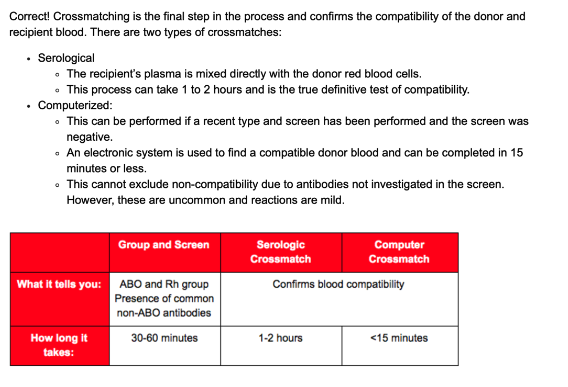 Correct! Crossmatching is the final step in the process and confirms the compatibility of the donor and
recipient blood. There are two types of crossmatches:
• Serological
◦ The recipient's plasma is mixed directly with the donor red blood cells.
◦ This process can take 1 to 2 hours and is the true definitive test of compatibility.
• Computerized:
◦ This can be performed if a recent type and screen has been performed and the screen was
negative.
◦ An electronic system is used to find a compatible donor blood and can be completed in 15
minutes or less.
◦ This cannot exclude non-compatibility due to antibodies not investigated in the screen.
However, these are uncommon and reactions are mild.
Group and Screen
Serologic
Crossmatch
Computer
Crossmatch
What it tells you:
ABO and Rh group
Presence of common
non-ABO antibodies
Confirms blood compatibility
How long it
takes:
30-60 minutes
1-2 hours
<15 minutes